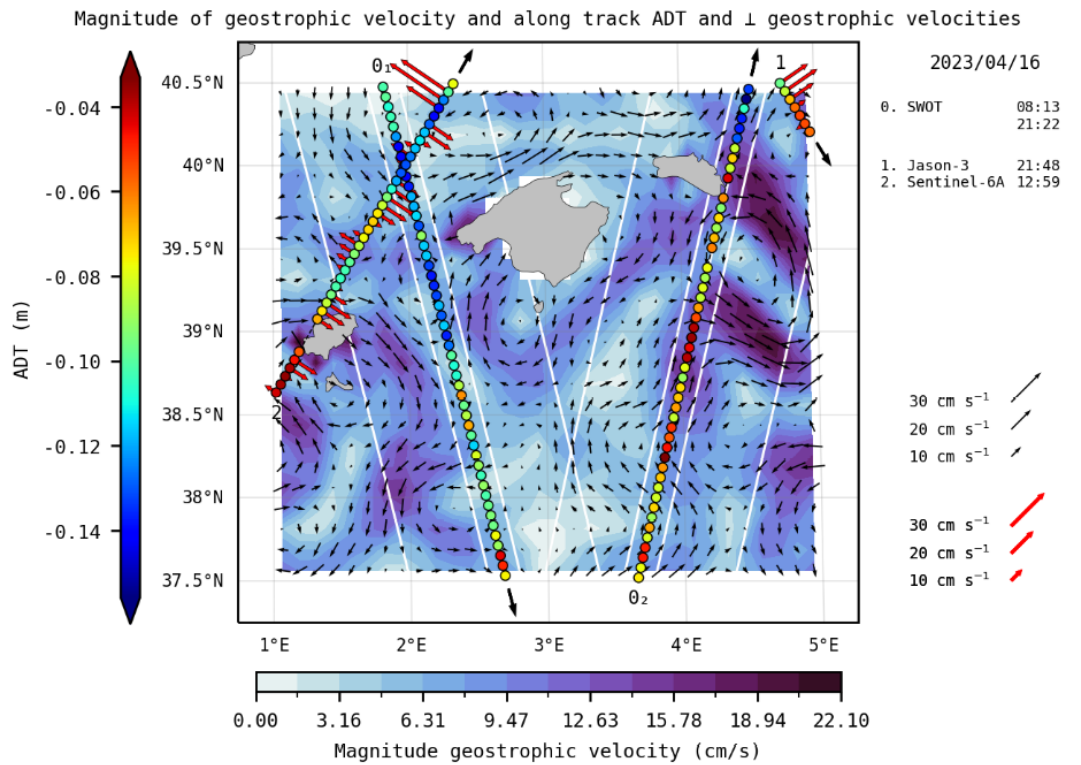 Magnitude of geostrophic velocity and along track ADT and ⊥ geostrophic velocities
2023/04/16
0. SWOT 08:13
21:22
1. Jason-3 21:48
2. Sentinel-6A 12:59
ADT (m)
-0.04
-0.06
-0.08
-0.10
-0.12
-0.14
40.5°N
40°N
39.5°N
39°N
38.5°N
38°N
37.5°N
0₁
1
2
0₂
1°E 2°E 3°E 4°E 5°E
30 cm s⁻¹
20 cm s⁻¹
10 cm s⁻¹
30 cm s⁻¹
20 cm s⁻¹
10 cm s⁻¹
0.00 3.16 6.31 9.47 12.63 15.78 18.94 22.10
Magnitude geostrophic velocity (cm/s)